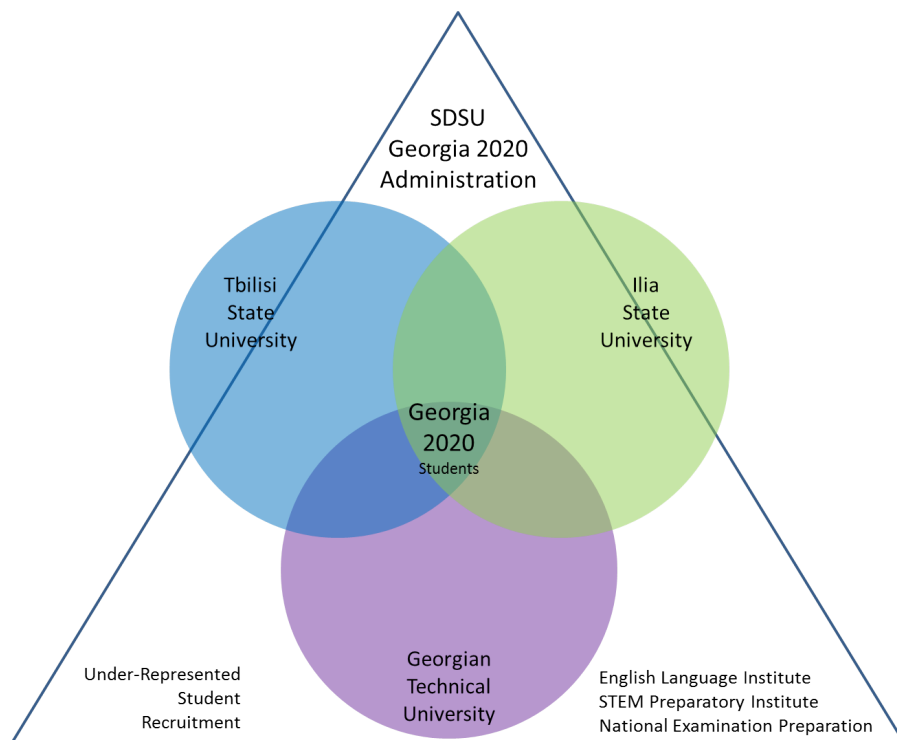 SDSU
Georgia 2020
Administration
Tbilisi
State
University
Ilia
State
University
Georgia
2020
Students
Georgian
Technical
University
Under-Represented
Student
Recruitment
English Language Institute
STEM Preparatory Institute
National Examination Preparation